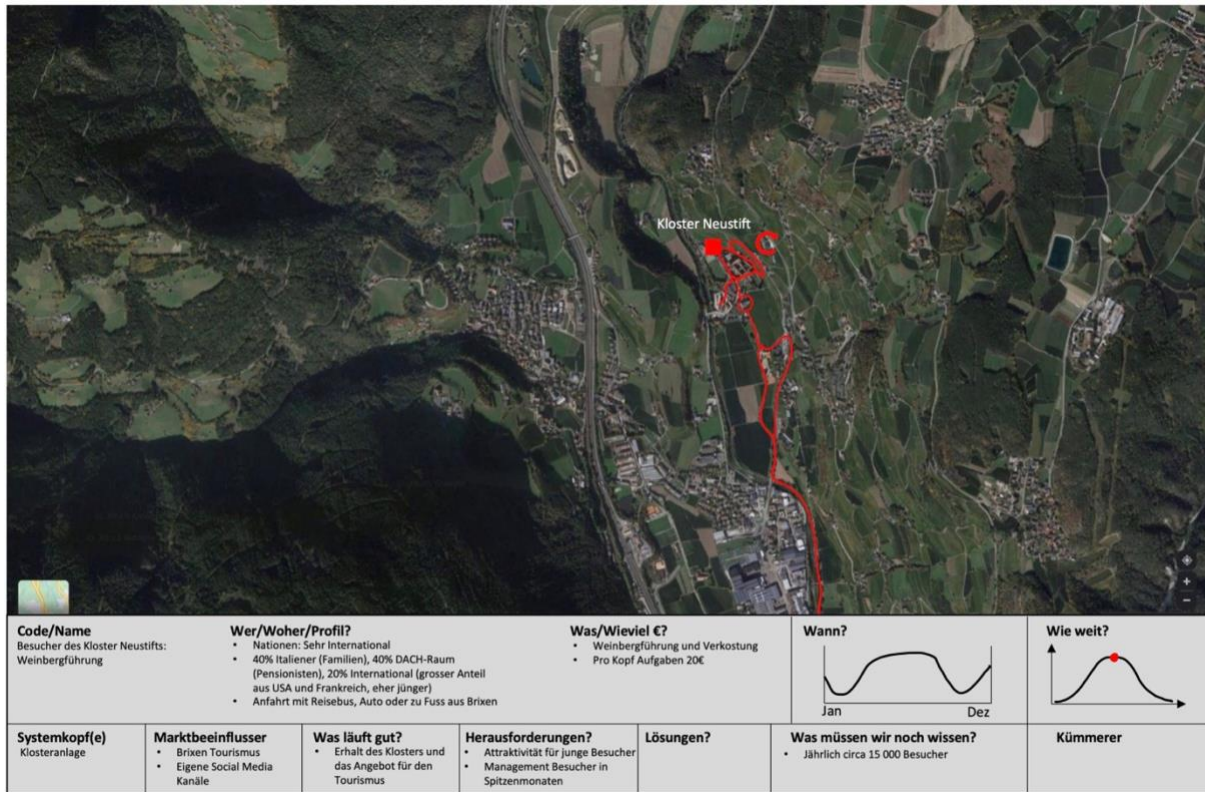 Kloster Neustift
Code/Name
Besucher des Kloster Neustifts:
Weinbergführung
Wer/Woher/Profil?
• Nationen: Sehr International
• 40% Italiener (Familien), 40% DACH-Raum
(Pensionisten), 20% International (grosser Anteil
aus USA und Frankreich, eher jünger)
• Anfahrt mit Reisebus, Auto oder zu Fuss aus Brixen
Was/Wieviel €?
• Weinbergführung und Verkostung
• Pro Kopf Aufgaben 20€
Wann?
Jan
Dez
Wie weit?
Systemkopf(e)
Klosteranlage
Marktbeeinflusser
• Brixen Tourismus
• Eigene Social Media
Kanäle
Was läuft gut?
• Erhalt des Klosters und
das Angebot für den
Tourismus
Herausforderungen?
• Attraktivität für junge Besucher
• Management Besucher in
Spitzenmonaten
Lösungen?
Was müssen wir noch wissen?
• Jährlich circa 15 000 Besucher
Kümmerer